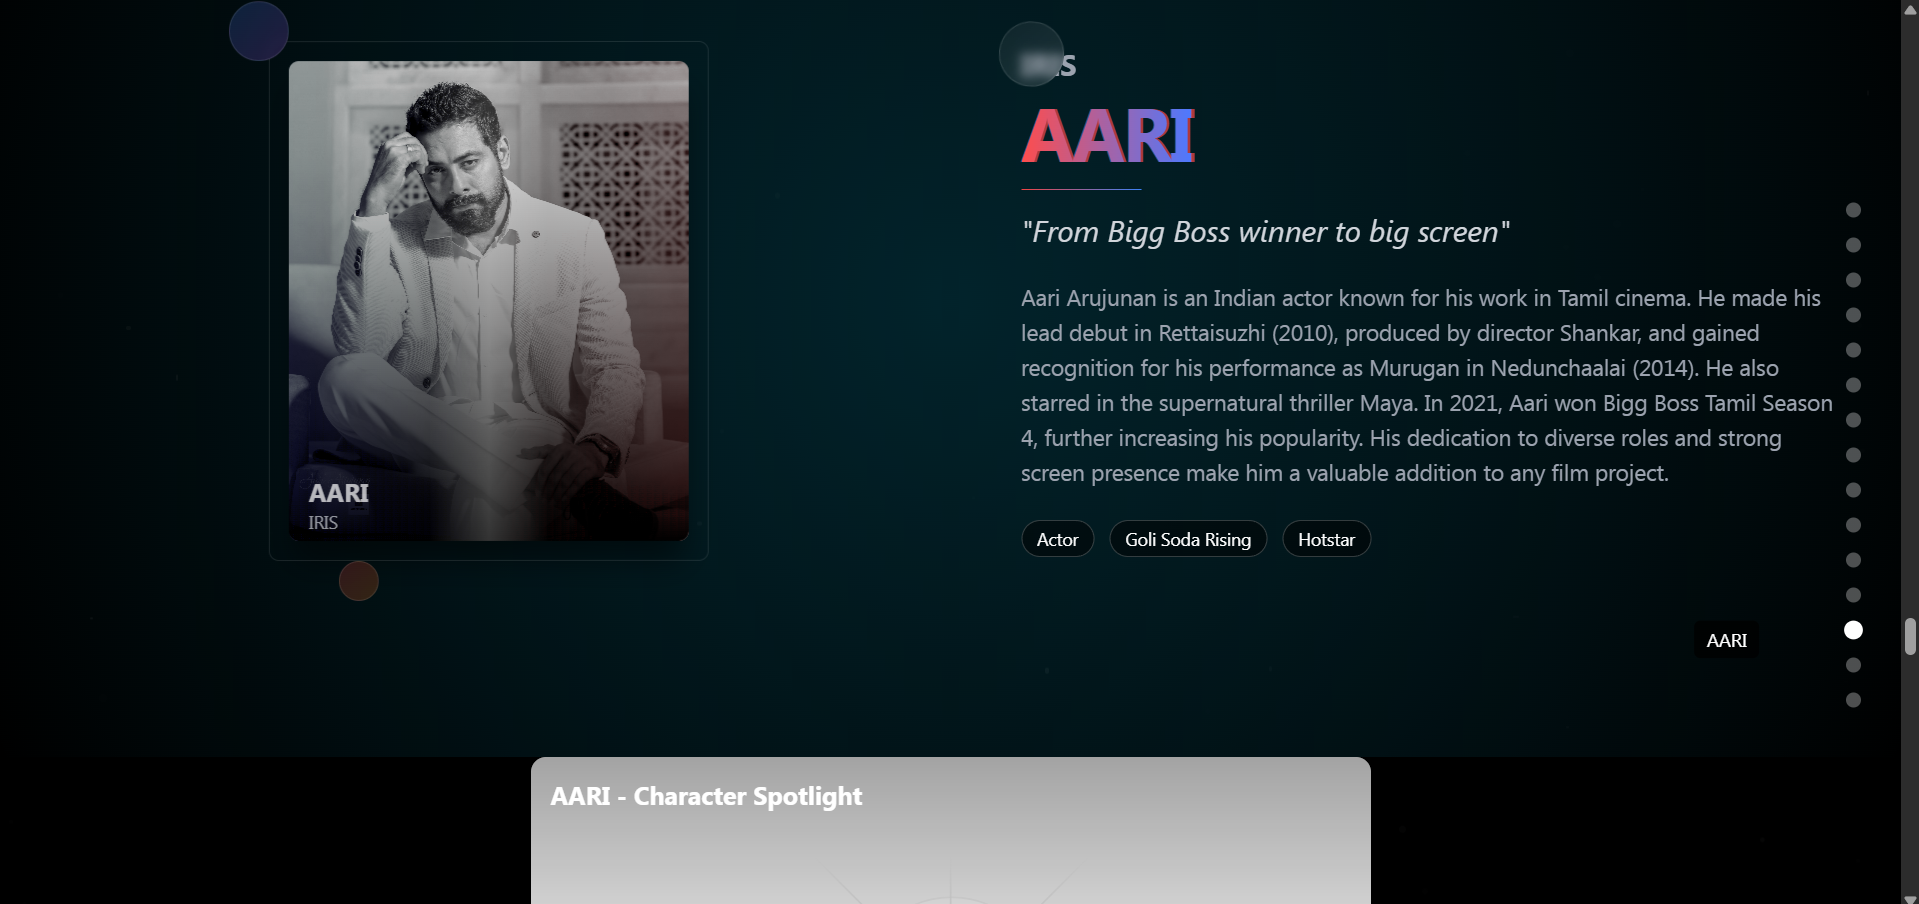 AARI
IRIS
IRIS
AARI
"From Bigg Boss winner to big screen"
Aari Arujunan is an Indian actor known for his work in Tamil cinema. He made his
lead debut in Rettaisuzhi (2010), produced by director Shankar, and gained
recognition for his performance as Murugan in Nedunchaalai (2014). He also
starred in the supernatural thriller Maya. In 2021, Aari won Bigg Boss Tamil Season
4, further increasing his popularity. His dedication to diverse roles and strong
screen presence make him a valuable addition to any film project.
Actor
Goli Soda Rising
Hotstar
AARI
AARI - Character Spotlight